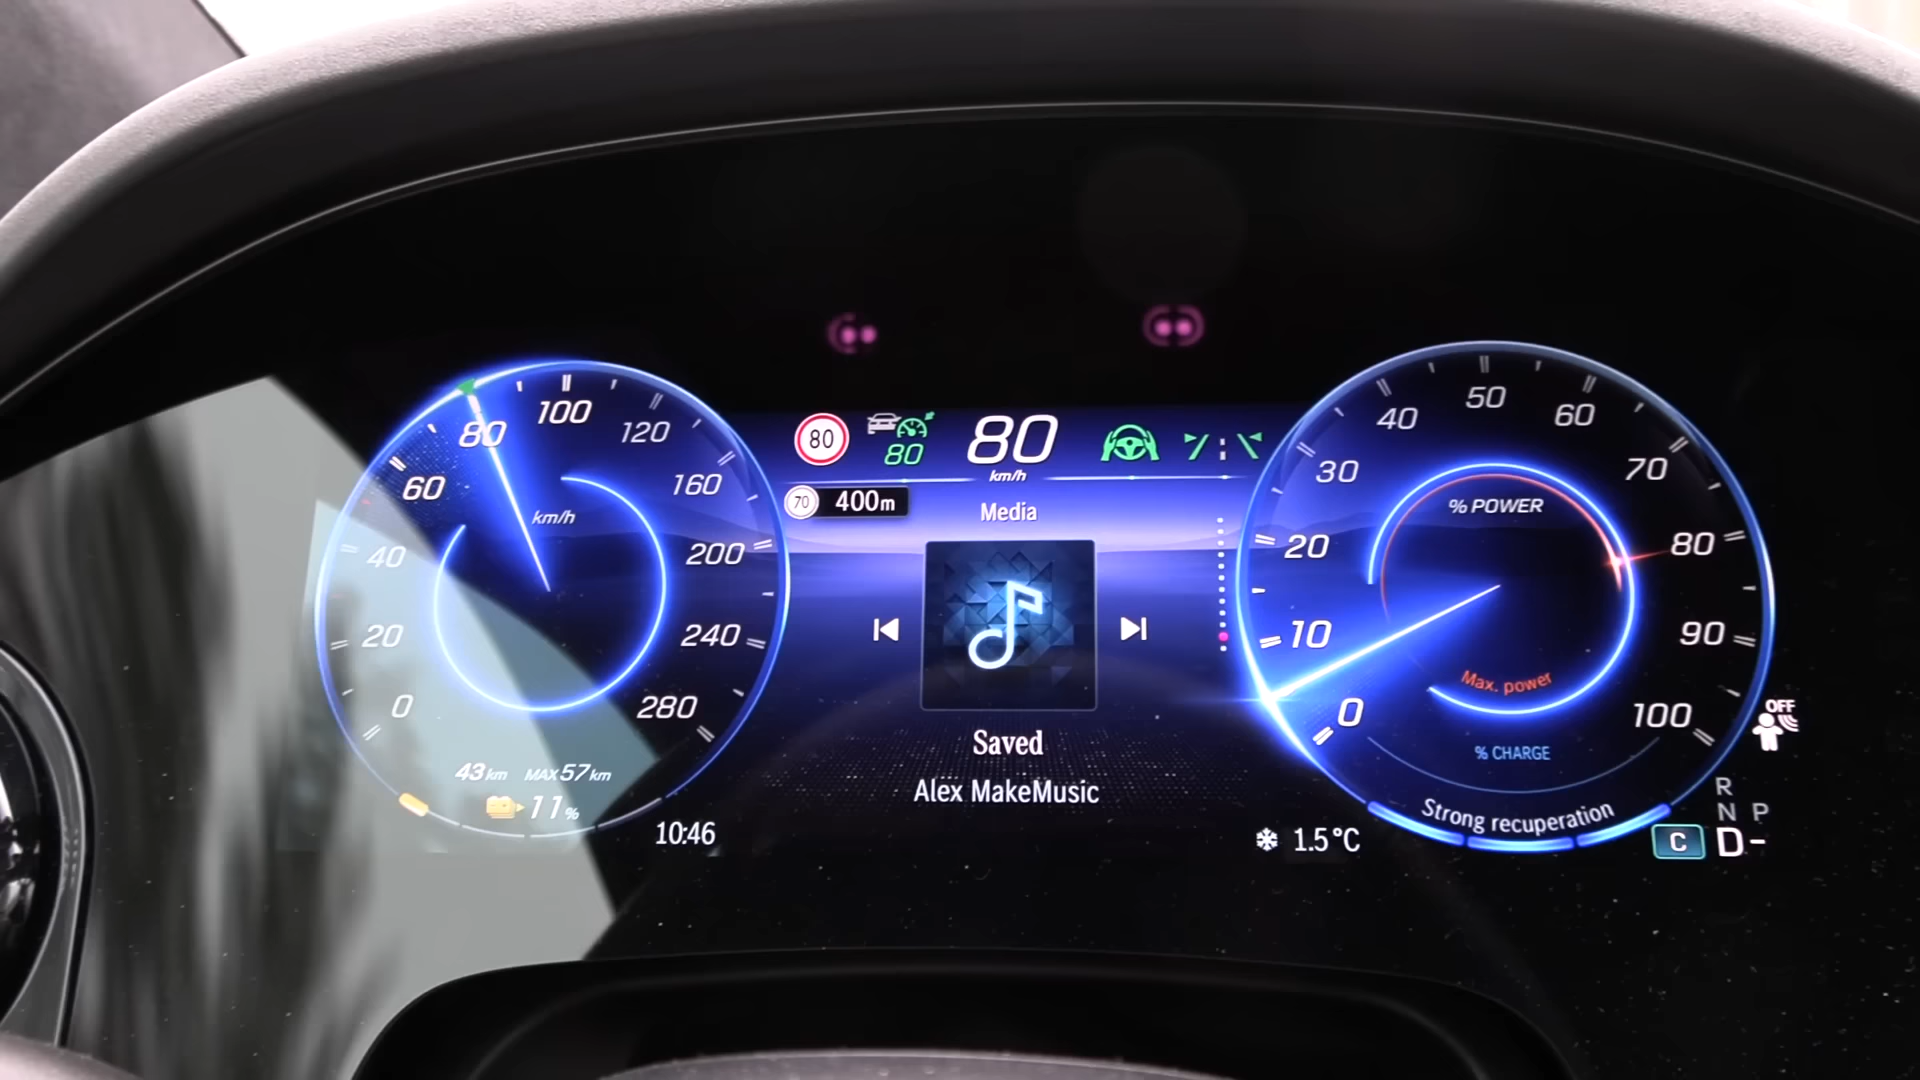 0
20
40
60
80
100
120
160
200
240
280
km/h
43 km MAX 57 km
11%
10:46
80
80
80
km/h
70 400m
Media
Saved
Alex MakeMusic
1.5°C
0
10
20
30
40
50
60
70
80
90
100
% POWER
Max. power
% CHARGE
Strong recuperation
OFF
R
N P
C D-